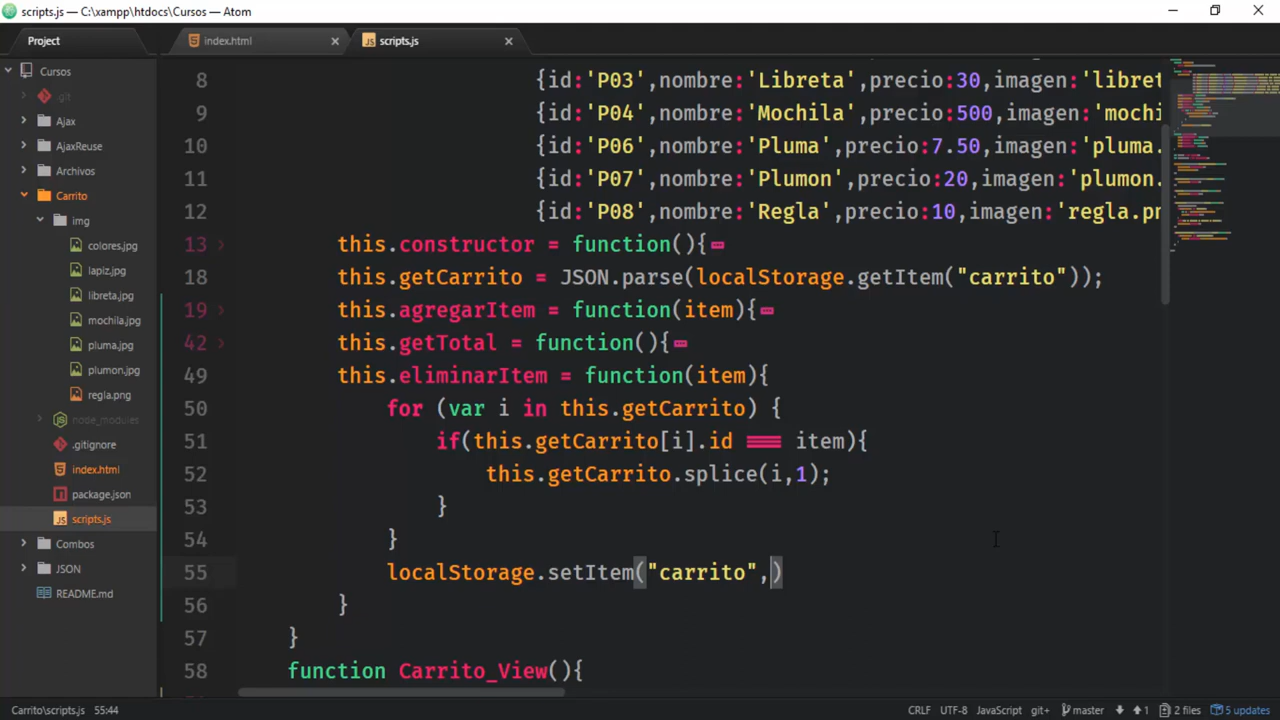 scripts.js — C:\xampp\htdocs\Cursos — Atom
Project
index.html
scripts.js
Cursos
.git
Ajax
AjaxReuse
Archivos
Carrito
img
colores.jpg
lapiz.jpg
libreta.jpg
mochila.jpg
pluma.jpg
plumon.jpg
regla.png
node_modules
.gitignore
index.html
package.json
scripts.js
Combos
JSON
README.md
8 {id:'P03',nombre:'Libreta',precio:30,imagen:'libret
9 {id:'P04',nombre:'Mochila',precio:500,imagen:'mochi
10 {id:'P06',nombre:'Pluma',precio:7.50,imagen:'pluma.
11 {id:'P07',nombre:'Plumon',precio:20,imagen:'plumon.
12 {id:'P08',nombre:'Regla',precio:10,imagen:'regla.pn
13 this.constructor = function(){
18 this.getCarrito = JSON.parse(localStorage.getItem("carrito"));
19 this.agregarItem = function(item){
42 this.getTotal = function(){
49 this.eliminarItem = function(item){
50 for (var i in this.getCarrito) {
51 if(this.getCarrito[i].id === item){
52 this.getCarrito.splice(i,1);
53 }
54 }
55 localStorage.setItem("carrito",)
56 }
57 }
58 function Carrito_View(){
Carrito\scripts.js 55:44
CRLF UTF-8 JavaScript git+ master 1 2 files 5 updates